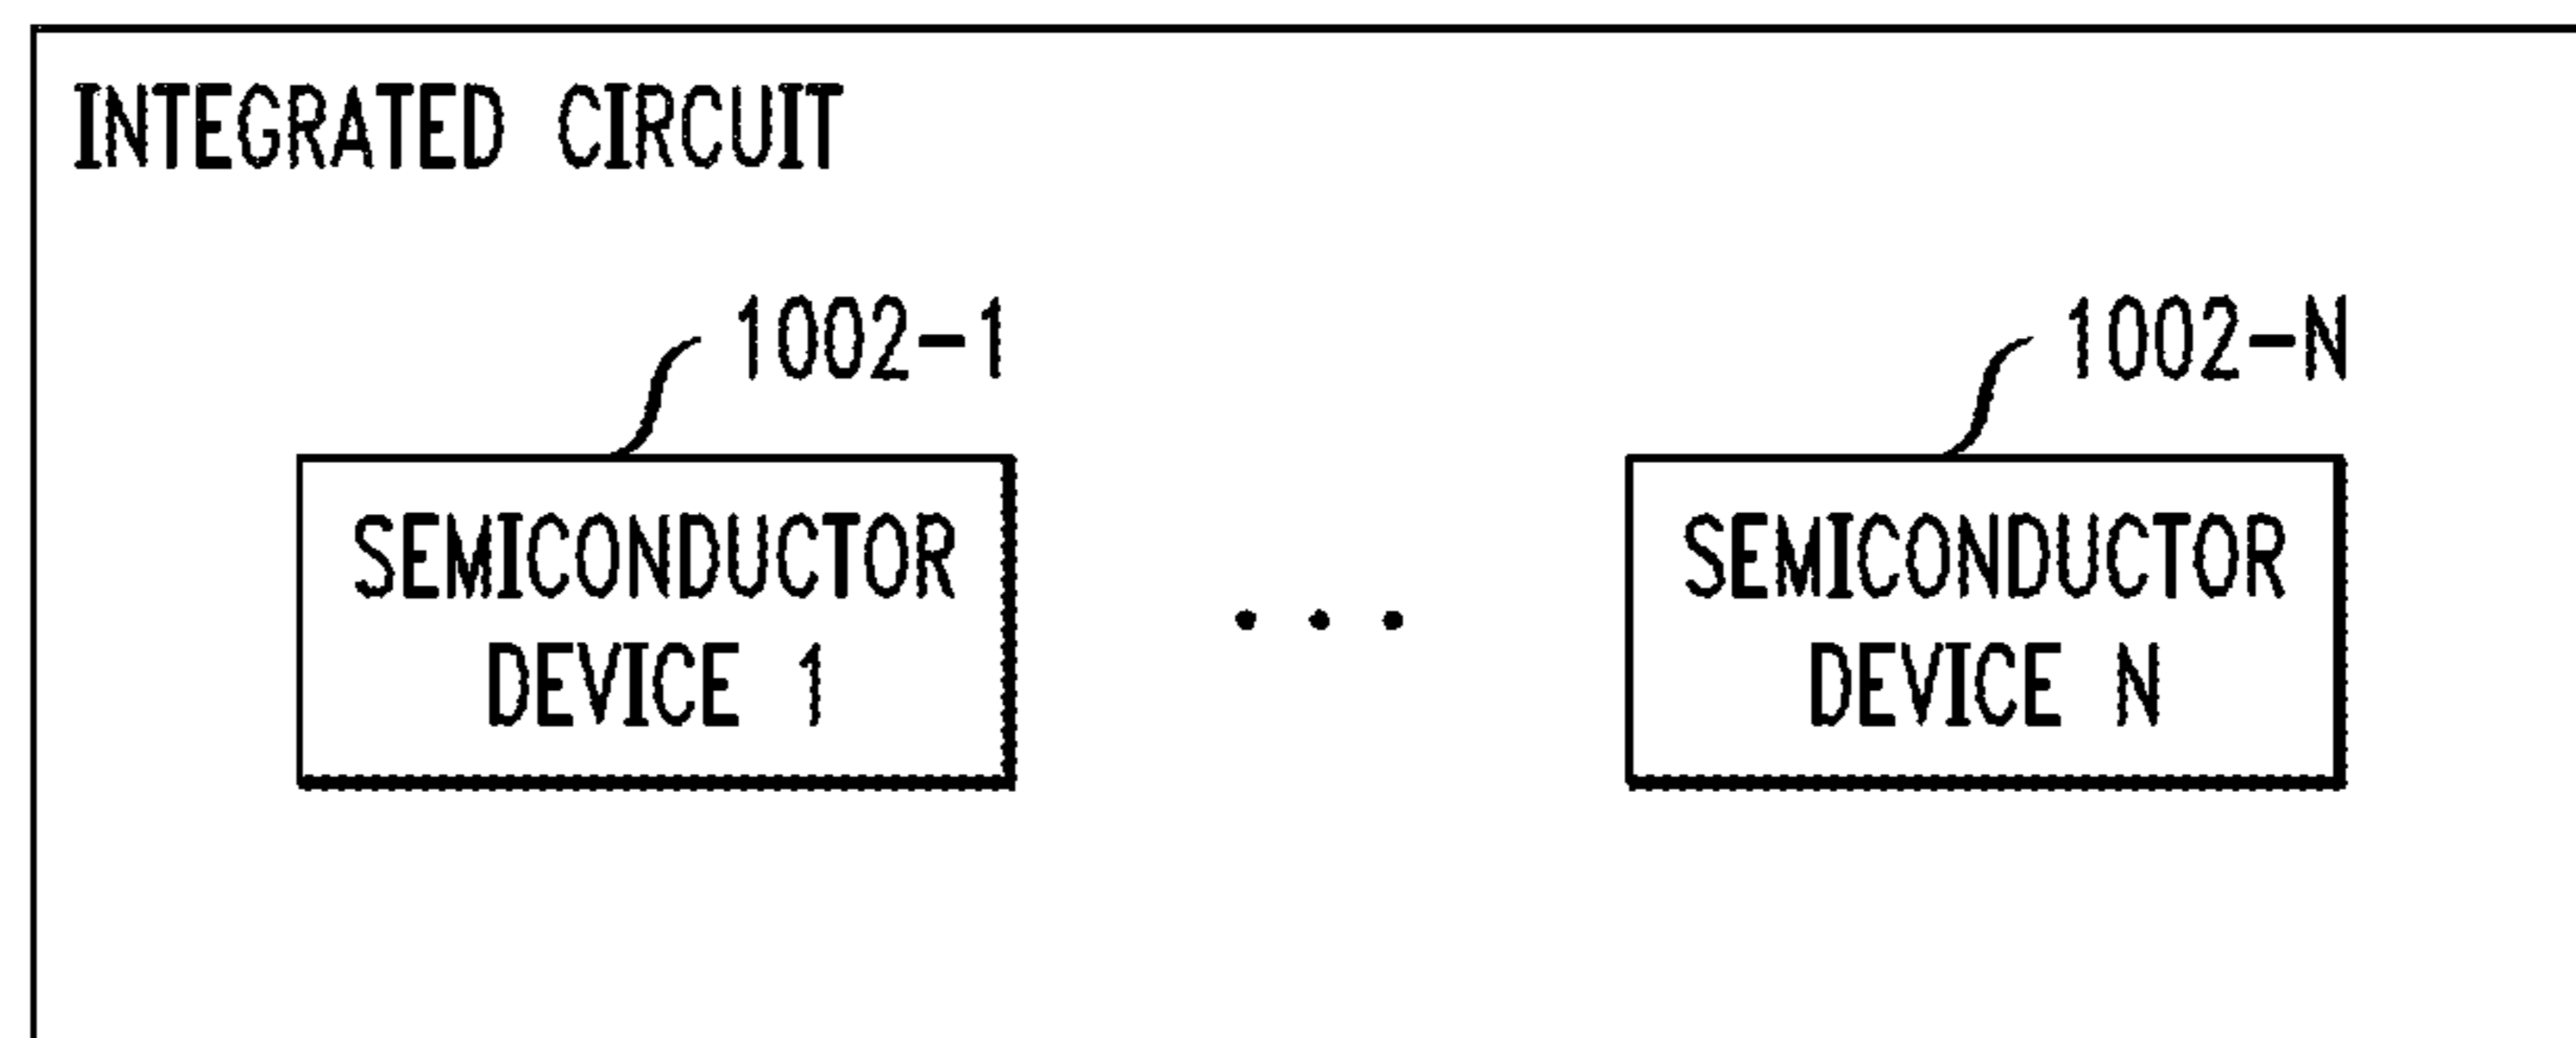 INTEGRATED CIRCUIT
1002-1
1002-N
SEMICONDUCTOR
DEVICE 1
. . .
SEMICONDUCTOR
DEVICE N